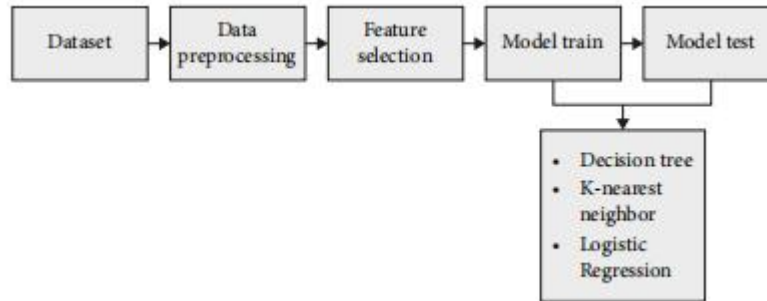 Dataset
Data
preprocessing
Feature
selection
Model train
Model test
• Decision tree
• K-nearest
neighbor
• Logistic
Regression